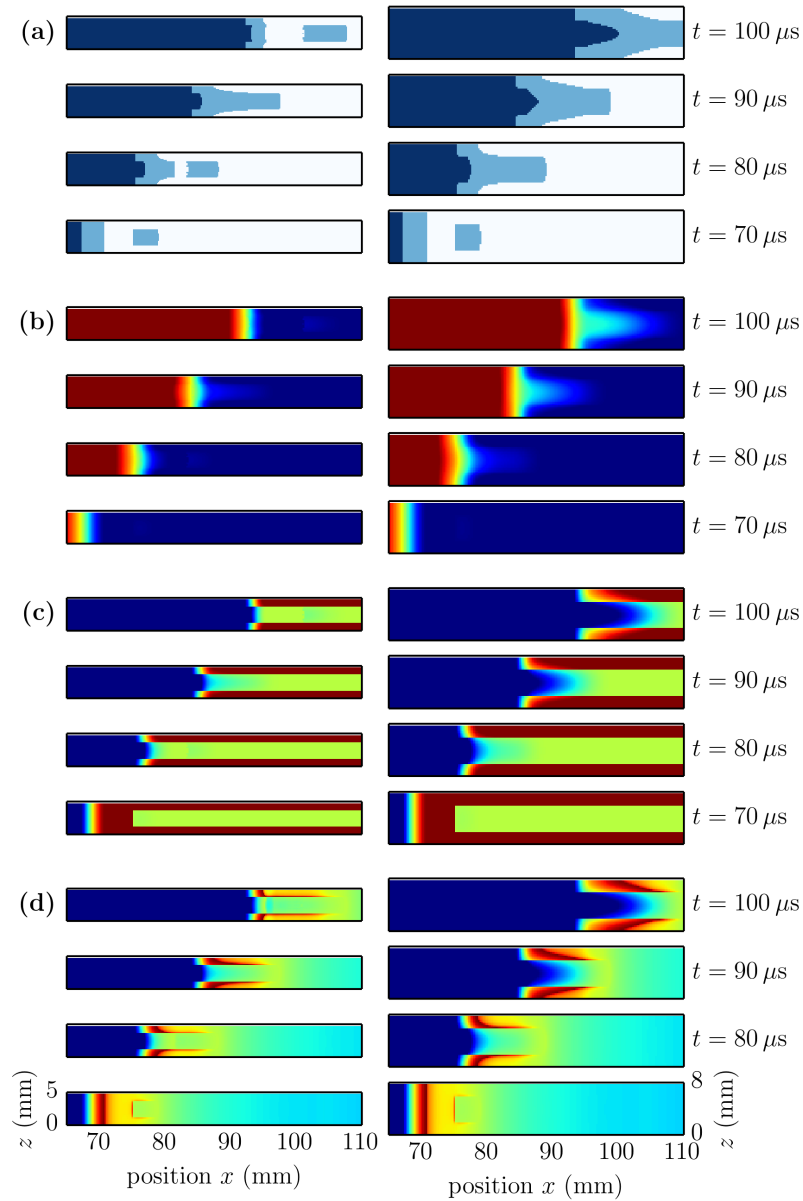 (a)
t = 100 μs
t = 90 μs
t = 80 μs
t = 70 μs
(b)
t = 100 μs
t = 90 μs
t = 80 μs
t = 70 μs
(c)
t = 100 μs
t = 90 μs
t = 80 μs
t = 70 μs
(d)
t = 100 μs
t = 90 μs
t = 80 μs
z (mm)
5
0
8
0
z (mm)
70 80 90 100 110
70 80 90 100 110
position x (mm)
position x (mm)